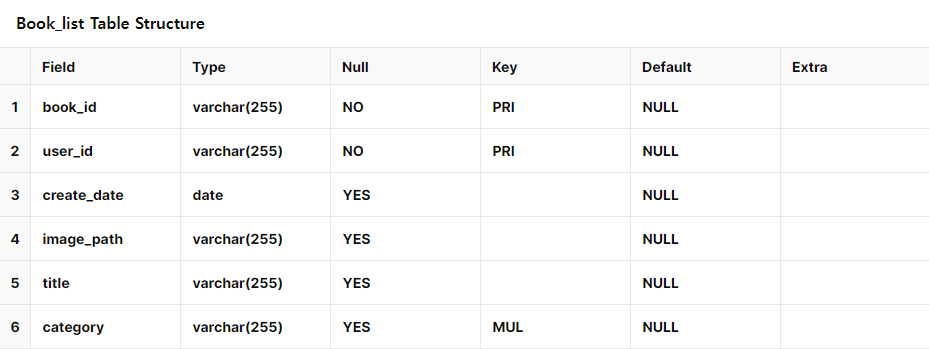 Book_list Table Structure
Field Type Null Key Default Extra
1 book_id varchar(255) NO PRI NULL
2 user_id varchar(255) NO PRI NULL
3 create_date date YES NULL
4 image_path varchar(255) YES NULL
5 title varchar(255) YES NULL
6 category varchar(255) YES MUL NULL